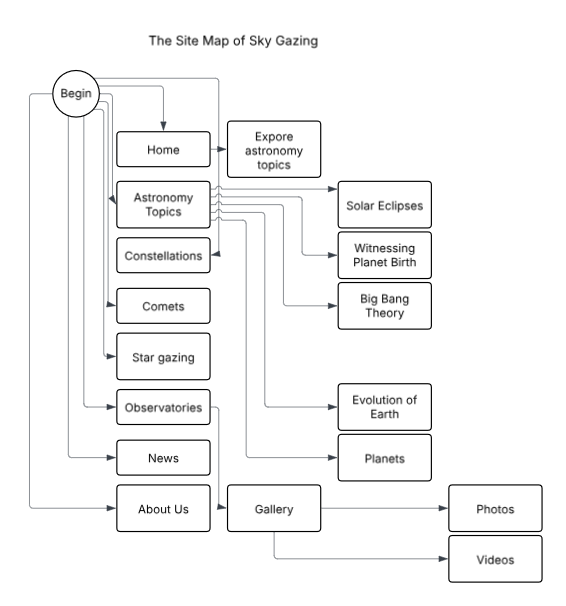 The Site Map of Sky Gazing
Begin
Home
Expore
astronomy
topics
Astronomy
Topics
Solar Eclipses
Constellations
Witnessing
Planet Birth
Comets
Big Bang
Theory
Star gazing
Observatories
Evolution of
Earth
News
Planets
About Us
Gallery
Photos
Videos